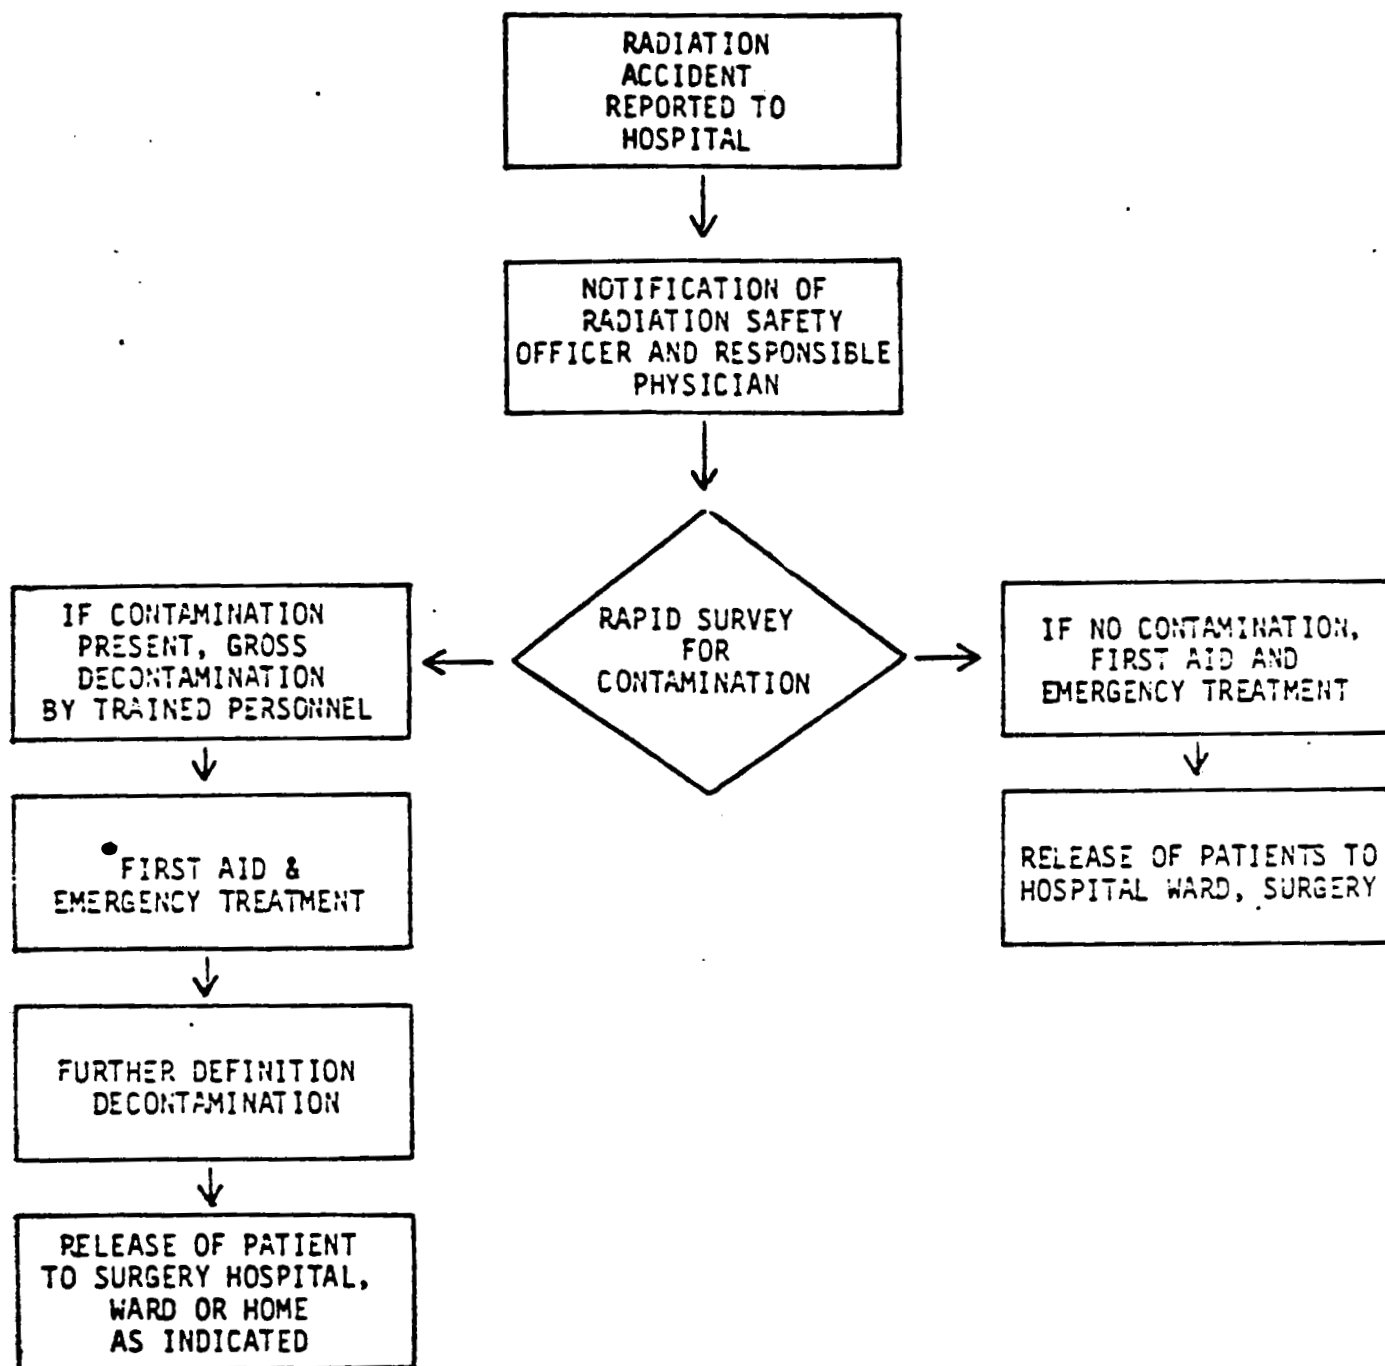 RADIATION
ACCIDENT
REPORTED TO
HOSPITAL
NOTIFICATION OF
RADIATION SAFETY
OFFICER AND RESPONSIBLE
PHYSICIAN
RAPID SURVEY
FOR
CONTAMINATION
IF CONTAMINATION
PRESENT, GROSS
DECONTAMINATION
BY TRAINED PERSONNEL
FIRST AID &
EMERGENCY TREATMENT
FURTHER DEFINITION
DECONTAMINATION
RELEASE OF PATIENT
TO SURGERY HOSPITAL,
WARD OR HOME
AS INDICATED
IF NO CONTAMINATION,
FIRST AID AND
EMERGENCY TREATMENT
RELEASE OF PATIENTS TO
HOSPITAL WARD, SURGERY